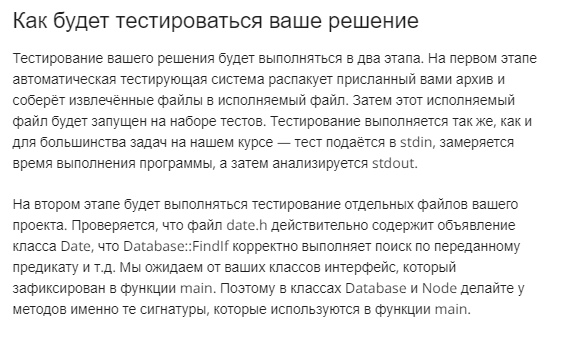 Как будет тестироваться ваше решение
Тестирование вашего решения будет выполняться в два этапа. На первом этапе
автоматическая тестирующая система распакует присланный вами архив и
соберёт извлечённые файлы в исполняемый файл. Затем этот исполняемый
файл будет запущен на наборе тестов. Тестирование выполняется так же, как и
для большинства задач на нашем курсе — тест подаётся в stdin, замеряется
время выполнения программы, а затем анализируется stdout.
На втором этапе будет выполняться тестирование отдельных файлов вашего
проекта. Проверяется, что файл date.h действительно содержит объявление
класса Date, что Database::FindIf корректно выполняет поиск по переданному
предикату и т.д. Мы ожидаем от ваших классов интерфейс, который
зафиксирован в функции main. Поэтому в классах Database и Node делайте у
методов именно те сигнатуры, которые используются в функции main.